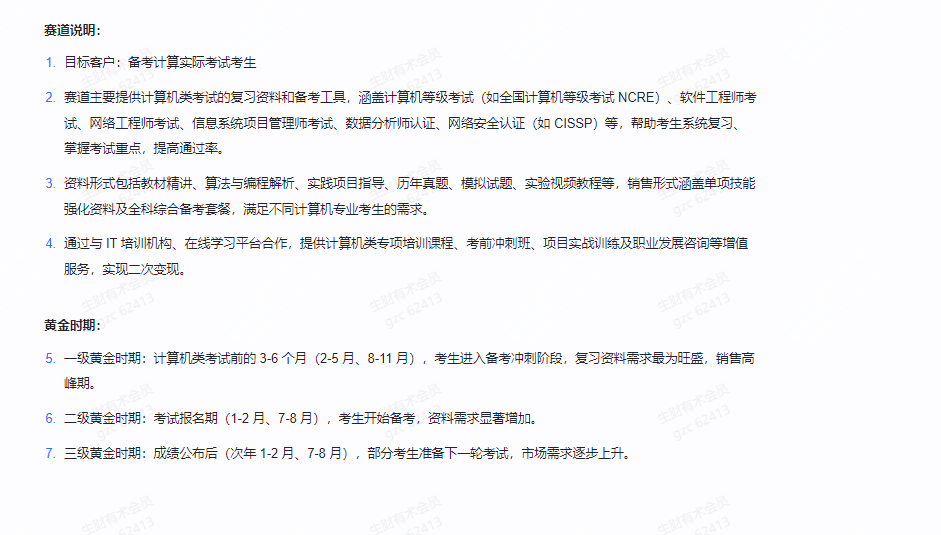 赛道说明：
1. 目标客户：备考计算实际考试考生
2. 赛道主要提供计算机类考试的复习资料和备考工具，涵盖计算机等级考试（如全国计算机等级考试 NCRE）、软件工程师考
试、网络工程师考试、信息系统项目管理师考试、数据分析师认证、网络安全认证（如 CISSP）等，帮助考生系统复习、
掌握考试重点，提高通过率。
3. 资料形式包括教材精讲、算法与编程解析、实践项目指导、历年真题、模拟试题、实验视频教程等，销售形式涵盖单项技能
强化资料及全科综合备考套餐，满足不同计算机专业考生的需求。
4. 通过与 IT 培训机构、在线学习平台合作，提供计算机类专项培训课程、考前冲刺班、项目实战训练及职业发展咨询等增值
服务，实现二次变现。
黄金时期：
5. 一级黄金时期：计算机类考试前的 3-6 个月（2-5 月、8-11 月），考生进入备考冲刺阶段，复习资料需求最为旺盛，销售高
峰期。
6. 二级黄金时期：考试报名期（1-2 月、7-8 月），考生开始备考，资料需求显著增加。
7. 三级黄金时期：成绩公布后（次年 1-2 月、7-8 月），部分考生准备下一轮考试，市场需求逐步上升。
生财有术会员
gzc 62413